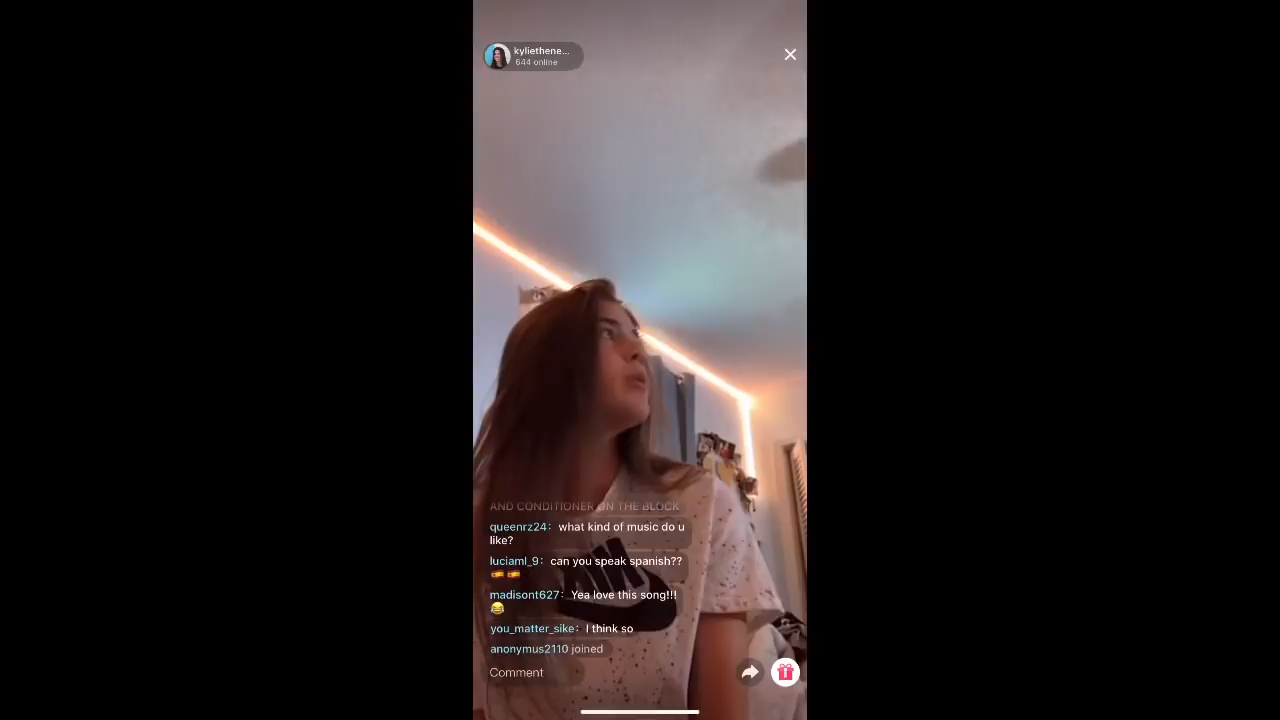 kyliethene...
644 online
AND CONDITIONER ON THE BLOCK
queenrz24: what kind of music do u
like?
luciaml_9: can you speak spanish??
madisont627: Yea love this song!!!
😂
you_matter_sike: I think so
anonymus2110 joined
Comment